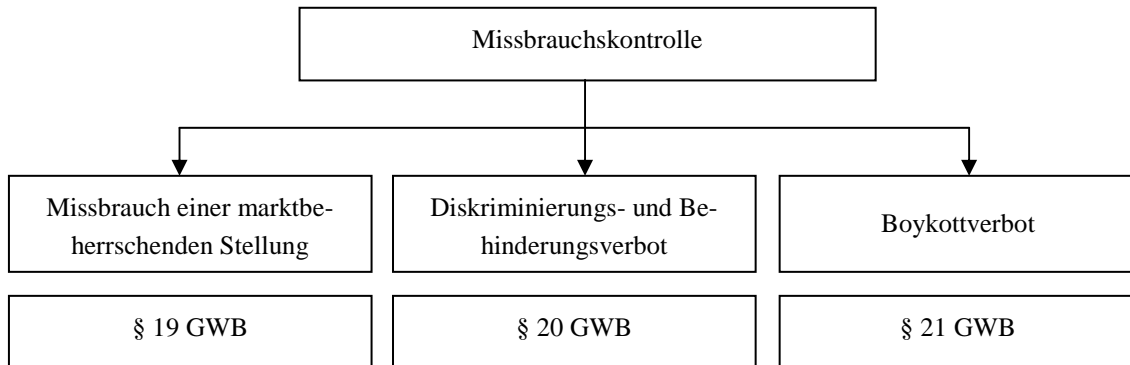 Missbrauchskontrolle
Missbrauch einer marktbe-
herrschenden Stellung
Diskriminierungs- und Be-
hinderungsverbot
Boykottverbot
§ 19 GWB
§ 20 GWB
§ 21 GWB